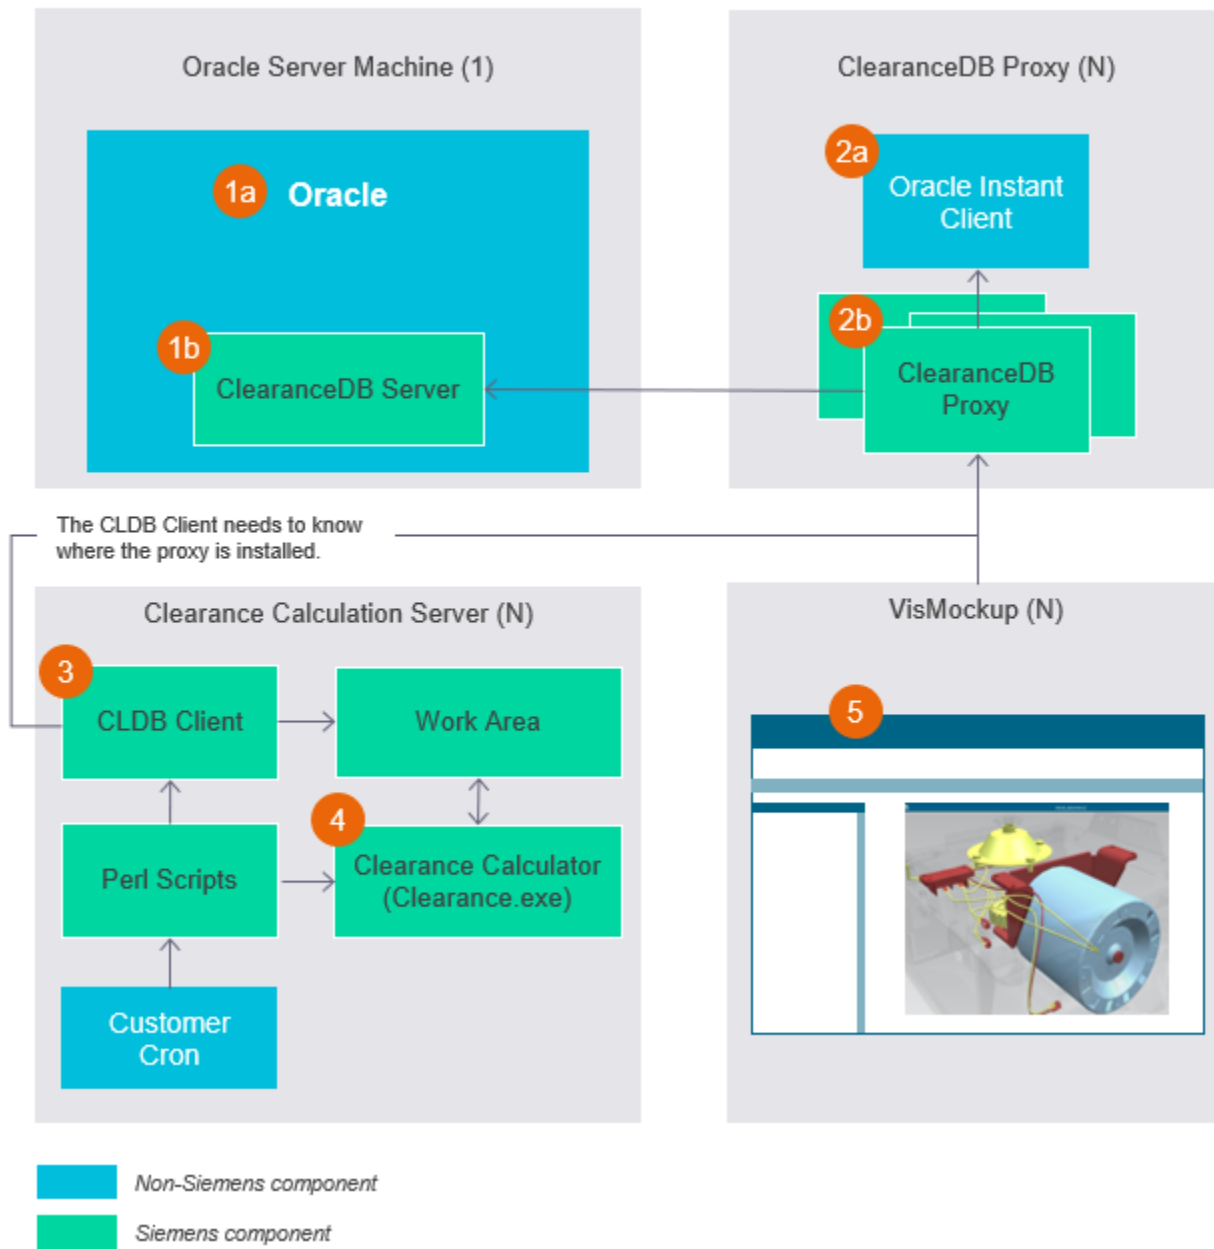 Oracle Server Machine (1)
1a
Oracle
1b
ClearanceDB Server
ClearanceDB Proxy (N)
2a
Oracle Instant
Client
2b
ClearanceDB
Proxy
The CLDB Client needs to know
where the proxy is installed.
Clearance Calculation Server (N)
3
CLDB Client
Work Area
Perl Scripts
4
Clearance Calculator
(Clearance.exe)
Customer
Cron
VisMockup (N)
5
Non-Siemens component
Siemens component